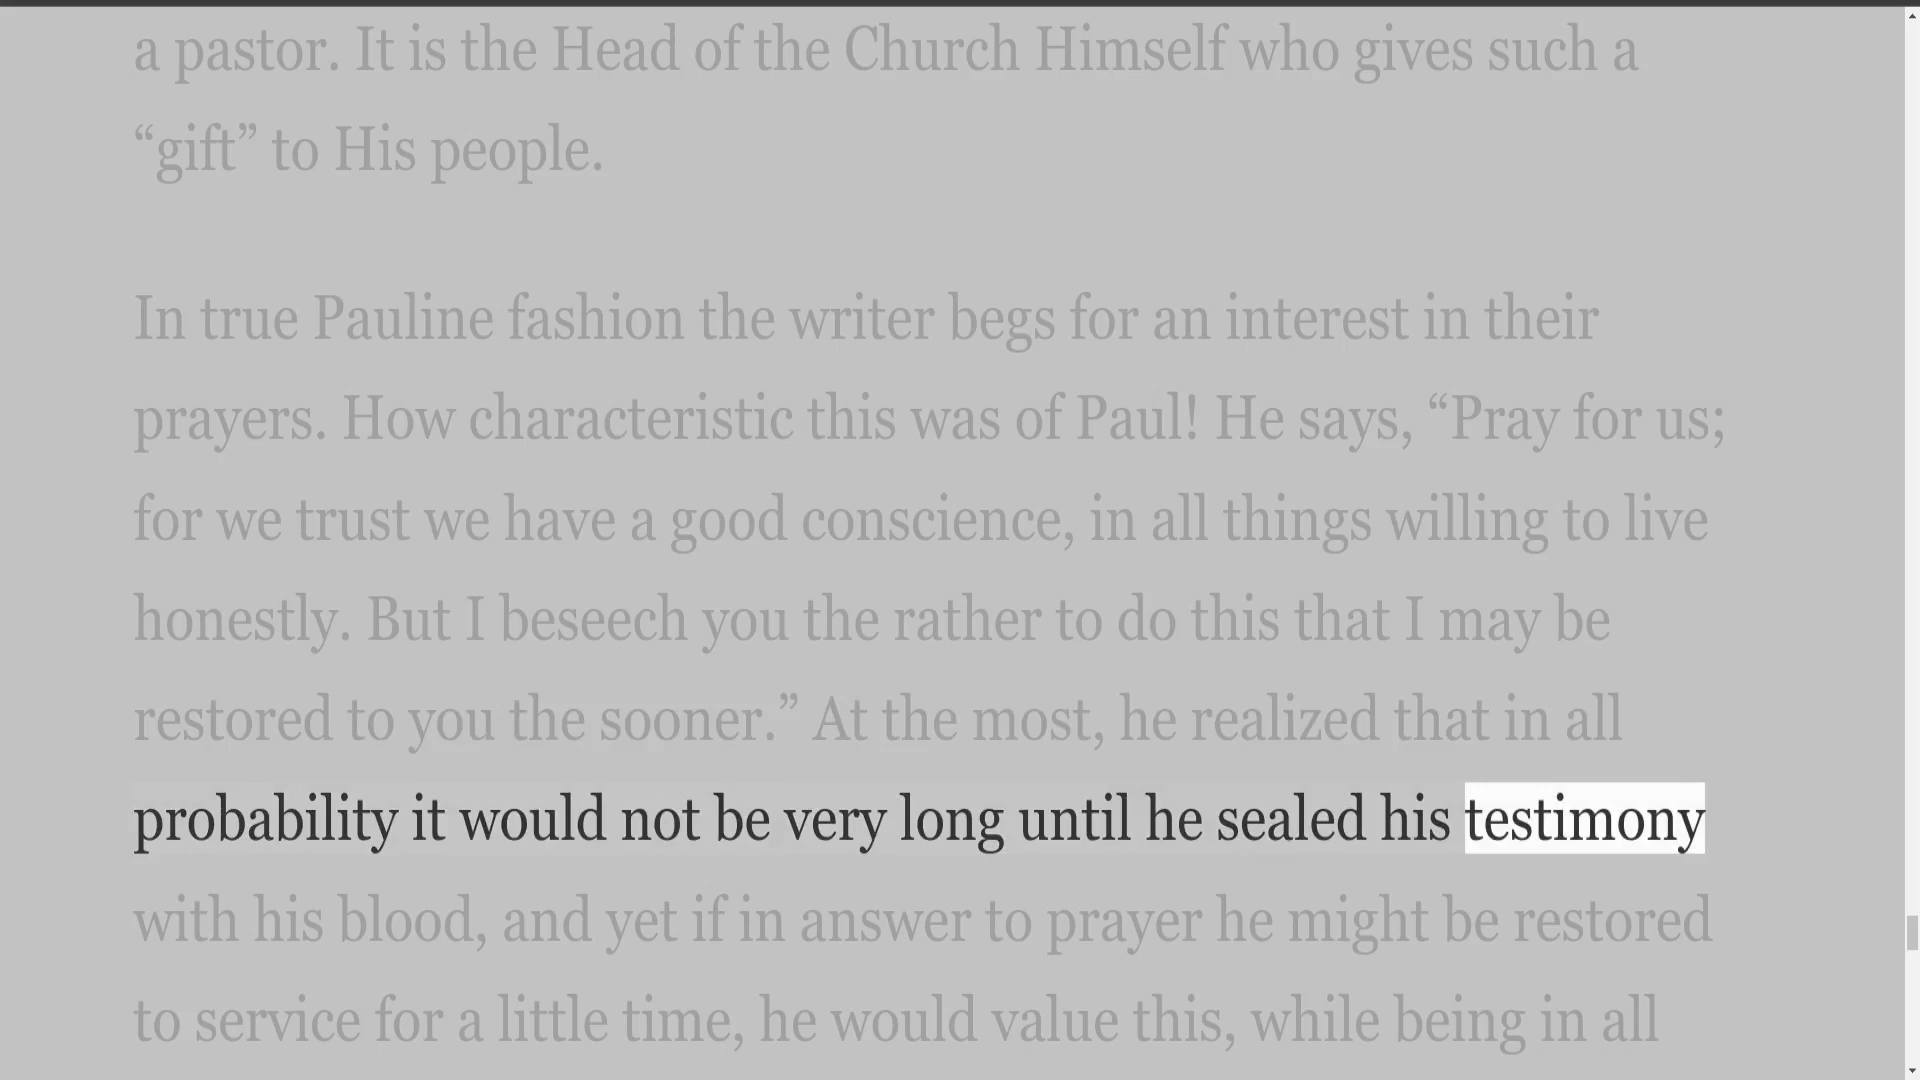 a pastor. It is the Head of the Church Himself who gives such a
“gift” to His people.
In true Pauline fashion the writer begs for an interest in their
prayers. How characteristic this was of Paul! He says, “Pray for us;
for we trust we have a good conscience, in all things willing to live
honestly. But I beseech you the rather to do this that I may be
restored to you the sooner.” At the most, he realized that in all
probability it would not be very long until he sealed his testimony
with his blood, and yet if in answer to prayer he might be restored
to service for a little time, he would value this, while being in all